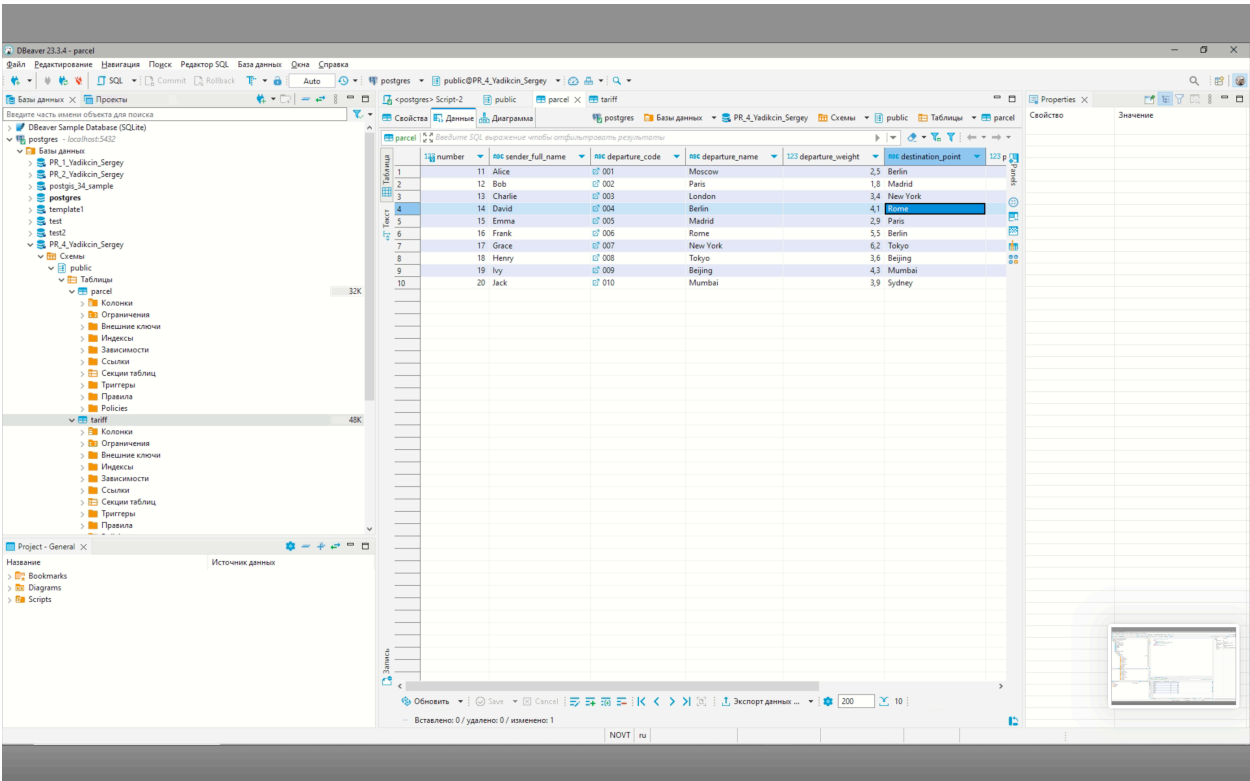 DBeaver 23.3.4 - parcel
Файл Редактирование Навигация Поиск Редактор SQL База данных Окна Справка
SQL Commit Rollback Auto postgres public@PR_4_Yadikcin_Sergey
Базы данных Проекты
Введите часть имени объекта для поиска
DBeaver Sample Database (SQLite)
postgres - localhost:5432
Базы данных
PR_1_Yadikcin_Sergey
PR_2_Yadikcin_Sergey
postgis_34_sample
postgres
template1
test
test2
PR_4_Yadikcin_Sergey
Схемы
public
Таблицы
parcel 32K
Колонки
Ограничения
Внешние ключи
Индексы
Зависимости
Ссылки
Секции таблиц
Триггеры
Правила
Policies
tariff 48K
Колонки
Ограничения
Внешние ключи
Индексы
Зависимости
Ссылки
Секции таблиц
Триггеры
Правила
Project - General
Название Источник данных
Bookmarks
Diagrams
Scripts
<postgres> Script-2 public parcel tariff
Свойства Данные Диаграмма postgres Базы данных PR_4_Yadikcin_Sergey Схемы public Таблицы parcel
parcel Введите SQL выражение чтобы отфильтровать результаты
Таблица
Текст
Запись
123 number ABC sender_full_name ABC departure_code ABC departure_name 123 departure_weight ABC destination_point 123 p
1 11 Alice 001 Moscow 2,5 Berlin
2 12 Bob 002 Paris 1,8 Madrid
3 13 Charlie 003 London 3,4 New York
4 14 David 004 Berlin 4,1 Rome
5 15 Emma 005 Madrid 2,9 Paris
6 16 Frank 006 Rome 5,5 Berlin
7 17 Grace 007 New York 6,2 Tokyo
8 18 Henry 008 Tokyo 3,6 Beijing
9 19 Ivy 009 Beijing 4,3 Mumbai
10 20 Jack 010 Mumbai 3,9 Sydney
Panels
Обновить Save Cancel Экспорт данных ... 200 10
Вставлено: 0 / удалено: 0 / изменено: 1
NOVT ru
Properties
Свойство Значение